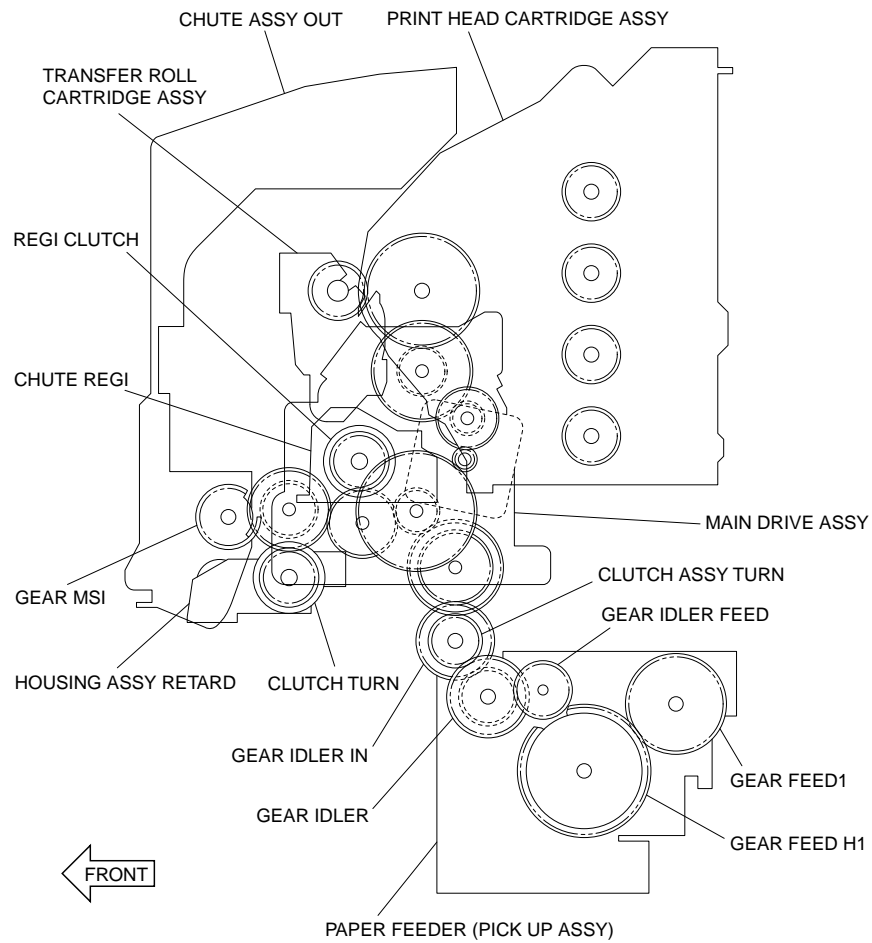 CHUTE ASSY OUT
PRINT HEAD CARTRIDGE ASSY
TRANSFER ROLL
CARTRIDGE ASSY
REGI CLUTCH
CHUTE REGI
MAIN DRIVE ASSY
CLUTCH ASSY TURN
GEAR MSI
GEAR IDLER FEED
HOUSING ASSY RETARD
CLUTCH TURN
GEAR IDLER IN
GEAR FEED1
GEAR IDLER
GEAR FEED H1
FRONT
PAPER FEEDER (PICK UP ASSY)